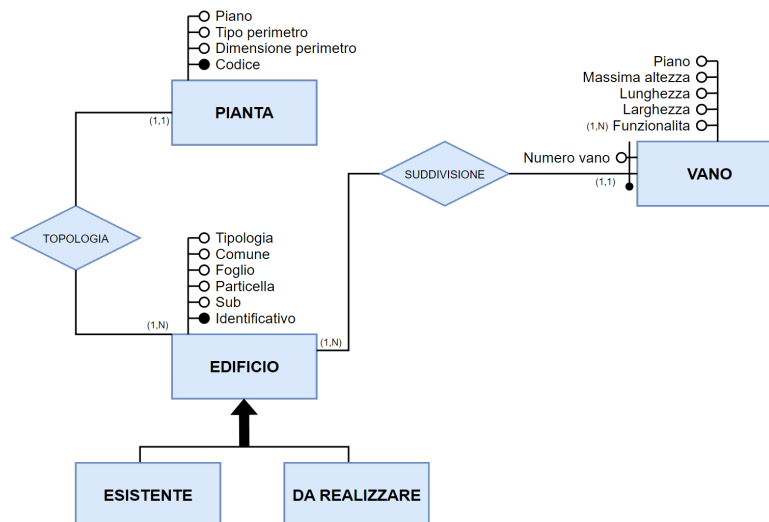 Piano
Tipo perimetro
Dimensione perimetro
Codice
PIANTA
(1,1)
TOPOLOGIA
(1,N)
Tipologia
Comune
Foglio
Particella
Sub
Identificativo
EDIFICIO
(1,N)
SUDDIVISIONE
Piano
Massima altezza
Lunghezza
Larghezza
(1,N) Funzionalita
Numero vano
(1,1)
VANO
ESISTENTE
DA REALIZZARE